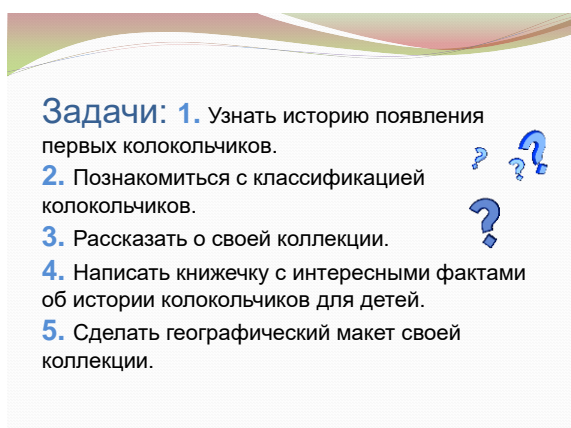 Задачи: 1. Узнать историю появления
первых колокольчиков.
2. Познакомиться с классификацией
колокольчиков.
3. Рассказать о своей коллекции.
4. Написать книжечку с интересными фактами
об истории колокольчиков для детей.
5. Сделать географический макет своей
коллекции.